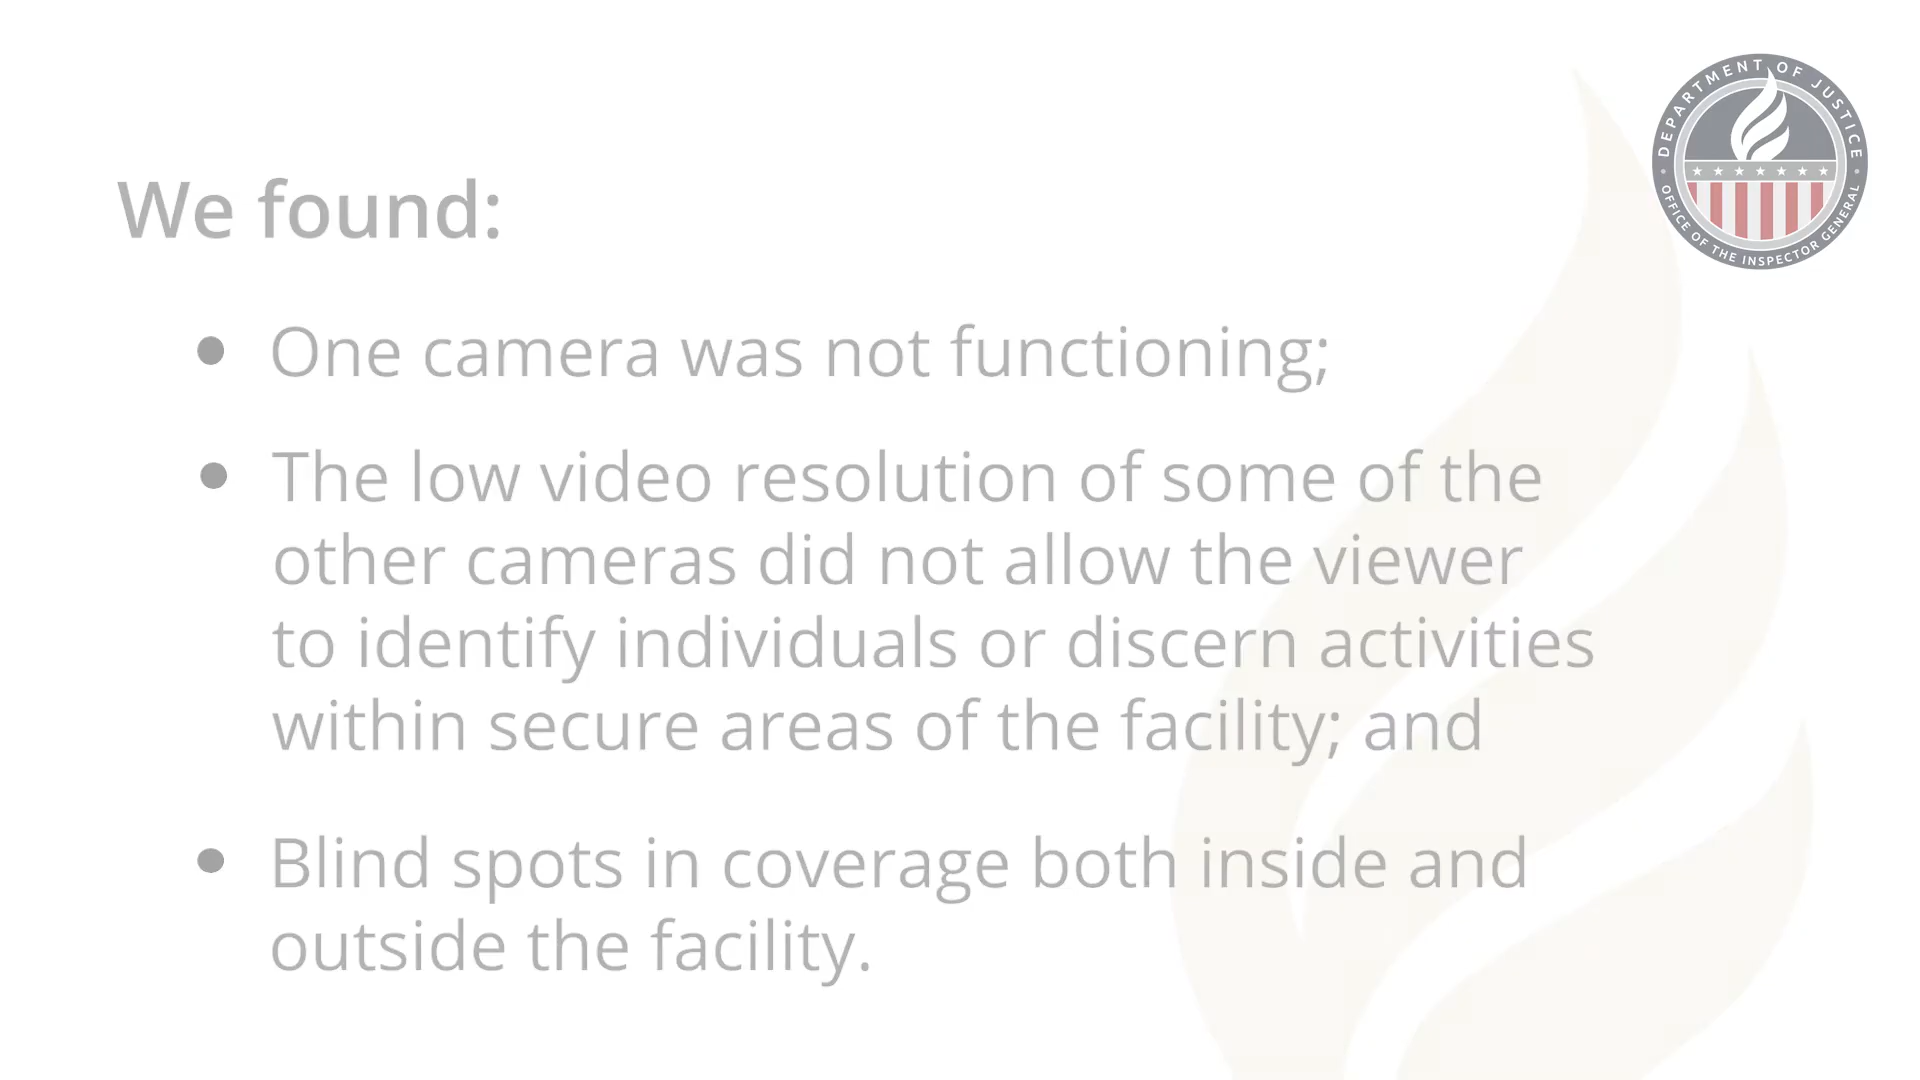 DEPARTMENT OF JUSTICE
OFFICE OF THE INSPECTOR GENERAL
We found:
• One camera was not functioning;
• The low video resolution of some of the
other cameras did not allow the viewer
to identify individuals or discern activities
within secure areas of the facility; and
• Blind spots in coverage both inside and
outside the facility.